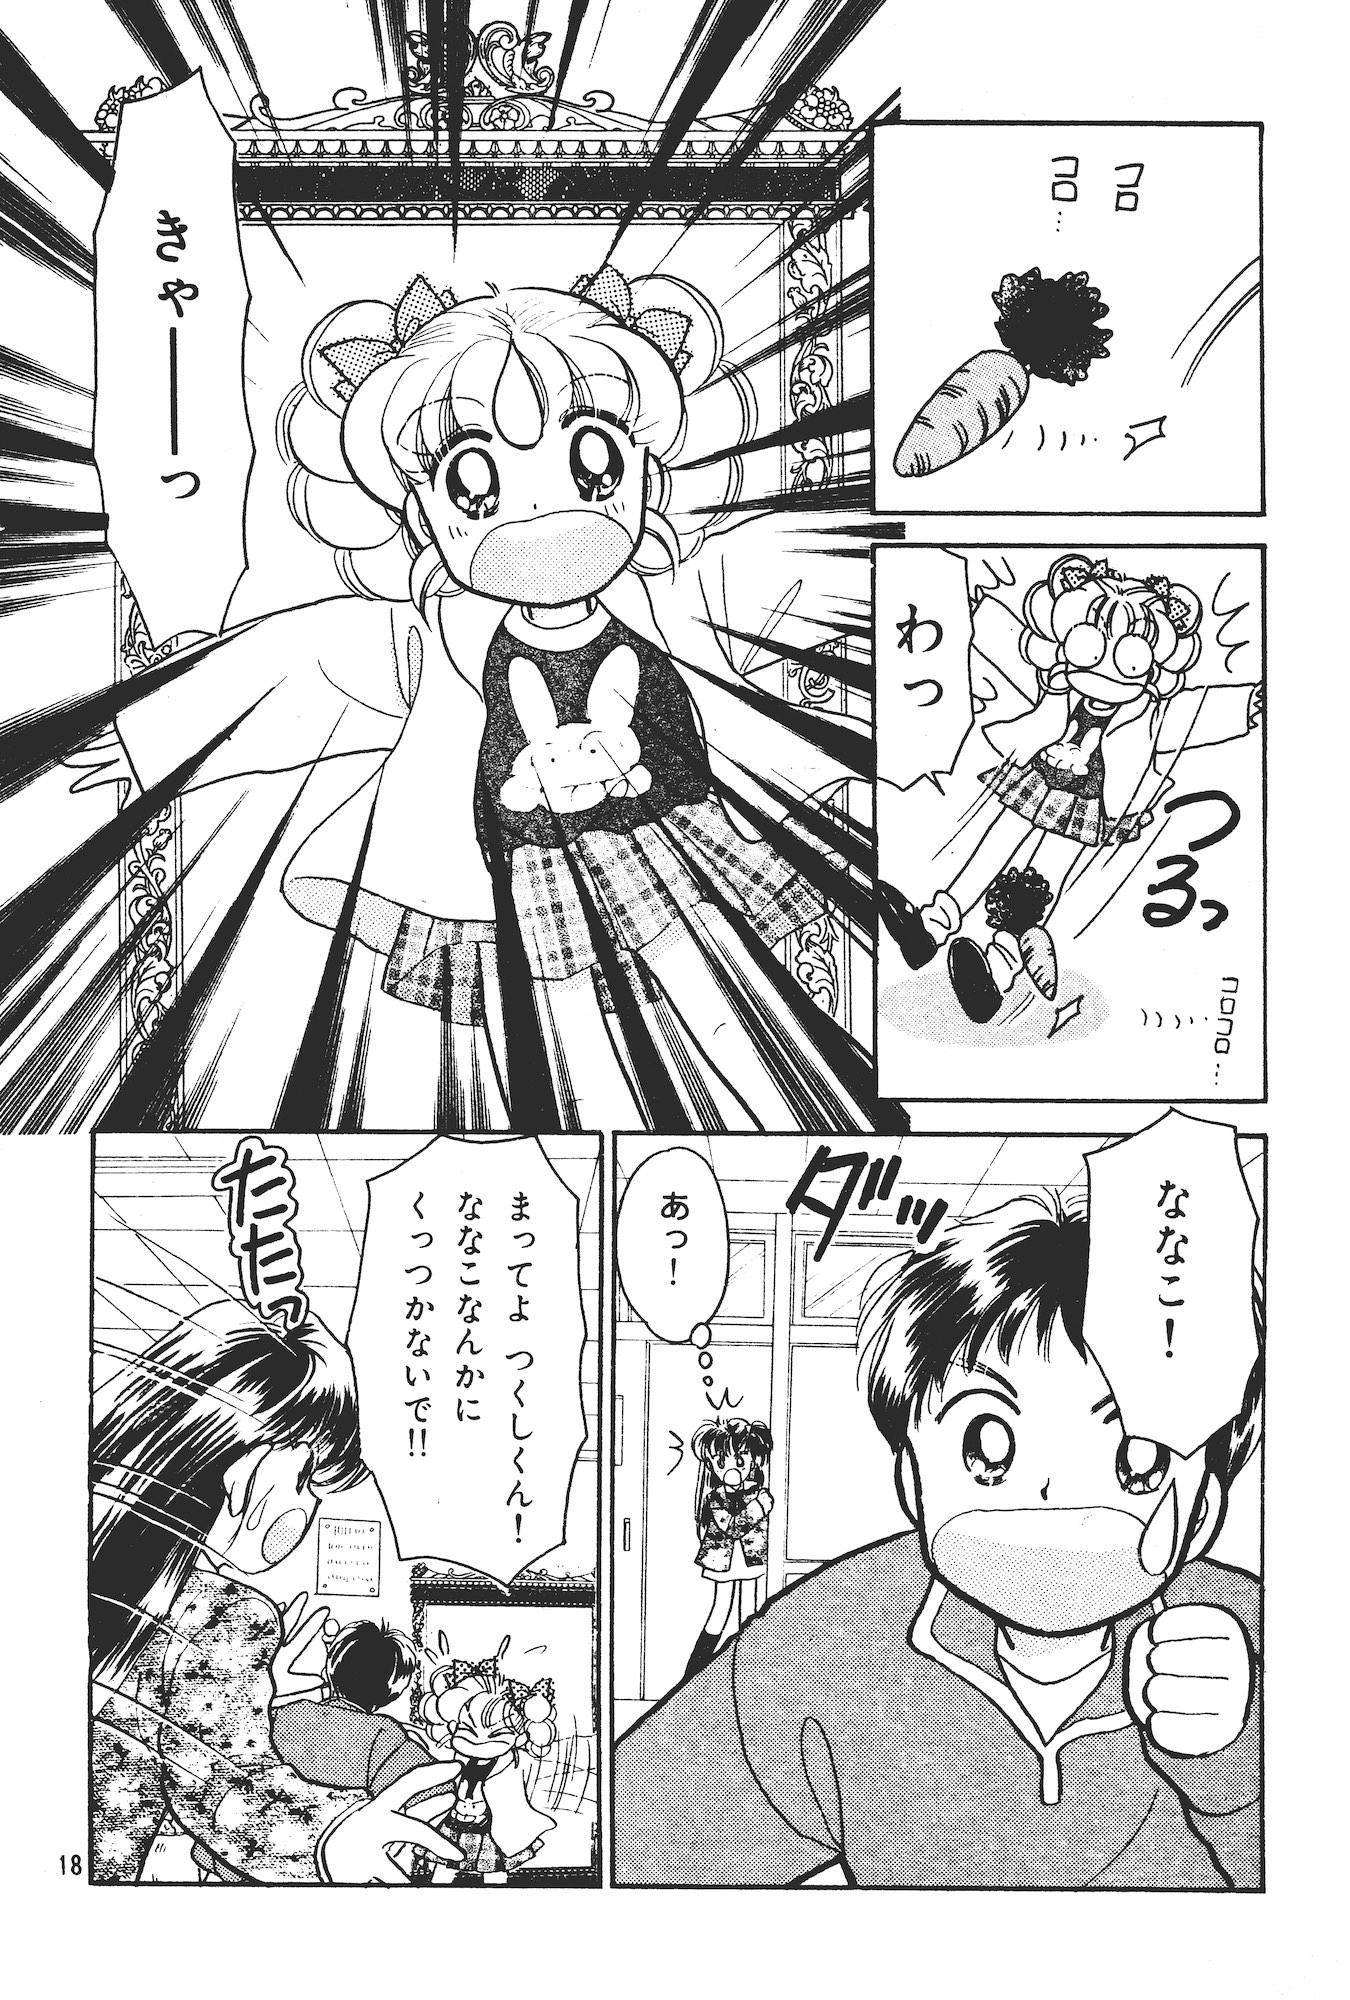 コロ
コロ…
わっ
つるっ
コロコロ…
きゃーーっ
ななこ！
ダッ
あっ！
まってよ つくしくん！
ななこなんかに
くっつかないで!!
たたたっ
18